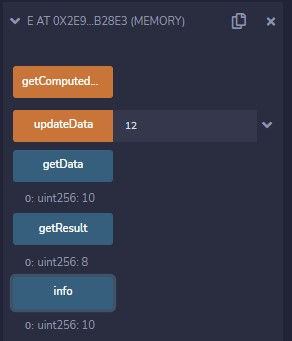 E AT 0X2E9...B28E3 (MEMORY)
getComputed...
updateData
12
getData
0: uint256: 10
getResult
0: uint256: 8
info
0: uint256: 10